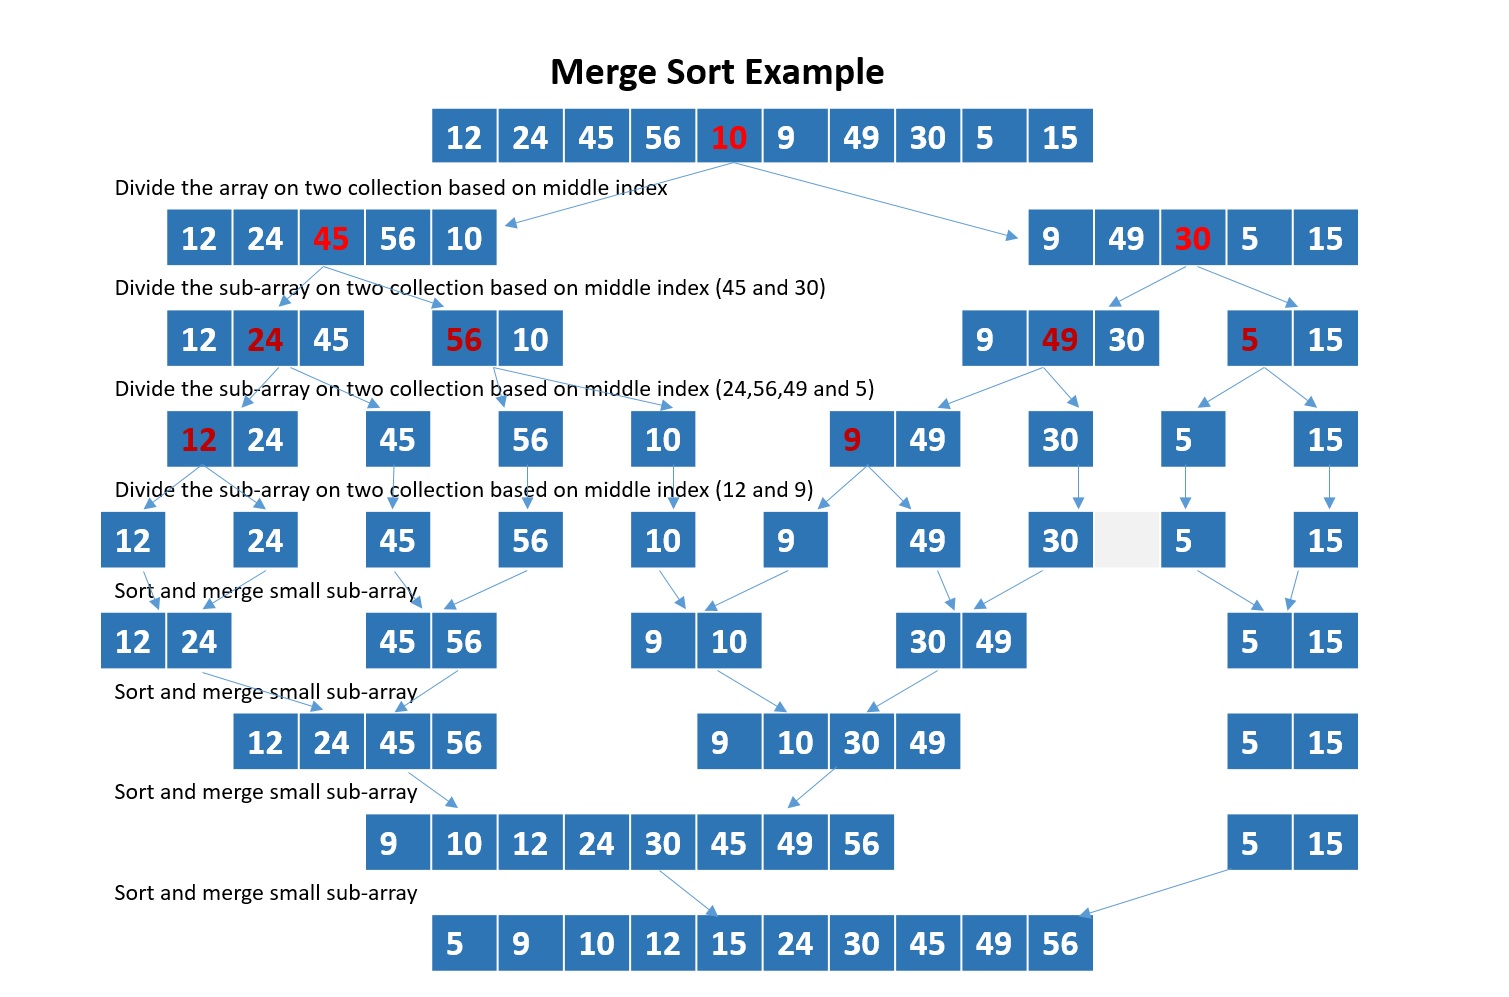 Merge Sort Example
12 24 45 56 10 9 49 30 5 15
Divide the array on two collection based on middle index
12 24 45 56 10 9 49 30 5 15
Divide the sub-array on two collection based on middle index (45 and 30)
12 24 45 56 10 9 49 30 5 15
Divide the sub-array on two collection based on middle index (24,56,49 and 5)
12 24 45 56 10 9 49 30 5 15
Divide the sub-array on two collection based on middle index (12 and 9)
12 24 45 56 10 9 49 30 5 15
Sort and merge small sub-array
12 24 45 56 9 10 30 49 5 15
Sort and merge small sub-array
12 24 45 56 9 10 30 49 5 15
Sort and merge small sub-array
9 10 12 24 30 45 49 56 5 15
Sort and merge small sub-array
5 9 10 12 15 24 30 45 49 56